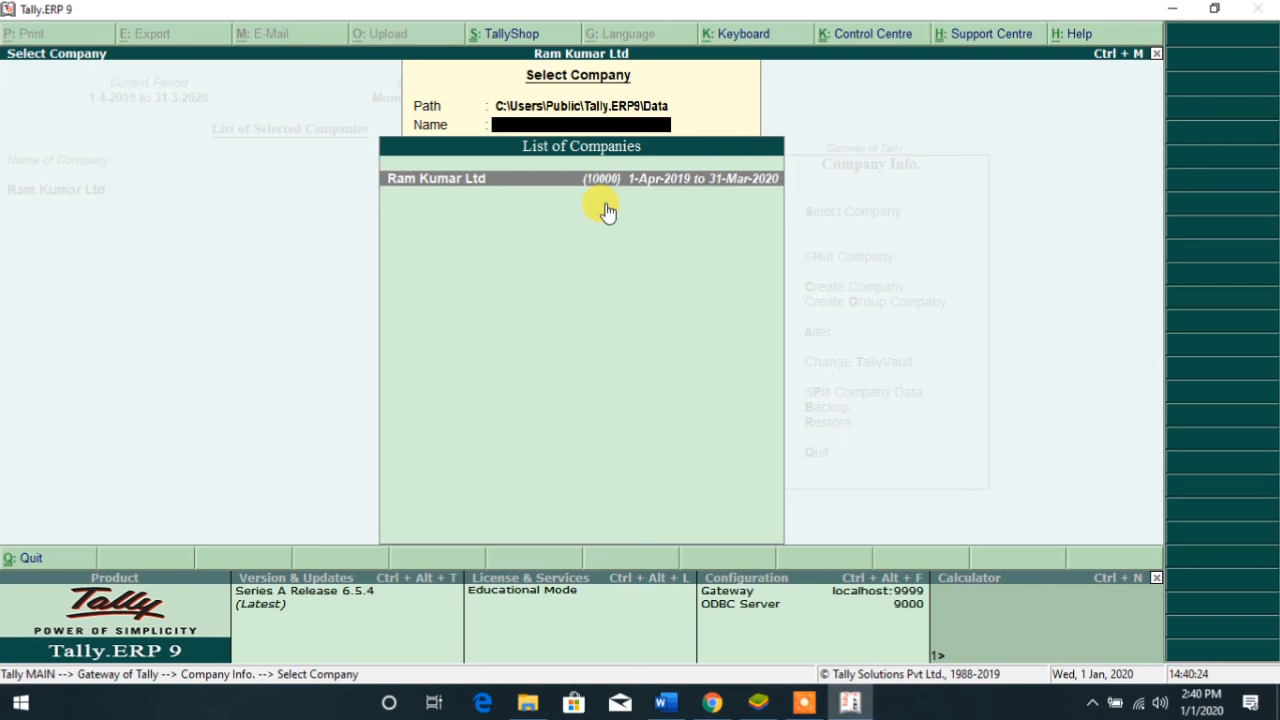 Tally.ERP 9
P: Print
E: Export
M: E-Mail
O: Upload
S: TallyShop
G: Language
K: Keyboard
K: Control Centre
H: Support Centre
H: Help
Select Company
Ram Kumar Ltd
Ctrl + M
Current Period
1-4-2019 to 31-3-2020
List of Selected Companies
Name of Company
Ram Kumar Ltd
Select Company
Path : C:\Users\Public\Tally.ERP9\Data
Name :
List of Companies
Ram Kumar Ltd (10000) 1-Apr-2019 to 31-Mar-2020
Gateway of Tally ...
Company Info.
Select Company
SHut Company
Create Company
Create Group Company
Alter
Change TallyVault
SPlit Company Data
Backup
Restore
Quit
Q: Quit
Product
Tally
POWER OF SIMPLICITY
Tally.ERP 9
Version & Updates Ctrl + Alt + T
Series A Release 6.5.4
(Latest)
License & Services Ctrl + Alt + L
Educational Mode
Configuration Ctrl + Alt + F
Gateway localhost:9999
ODBC Server 9000
Calculator Ctrl + N
1>
Tally MAIN --> Gateway of Tally --> Company Info. --> Select Company
© Tally Solutions Pvt Ltd., 1988-2019
Wed, 1 Jan, 2020
14:40:24
2:40 PM
1/1/2020